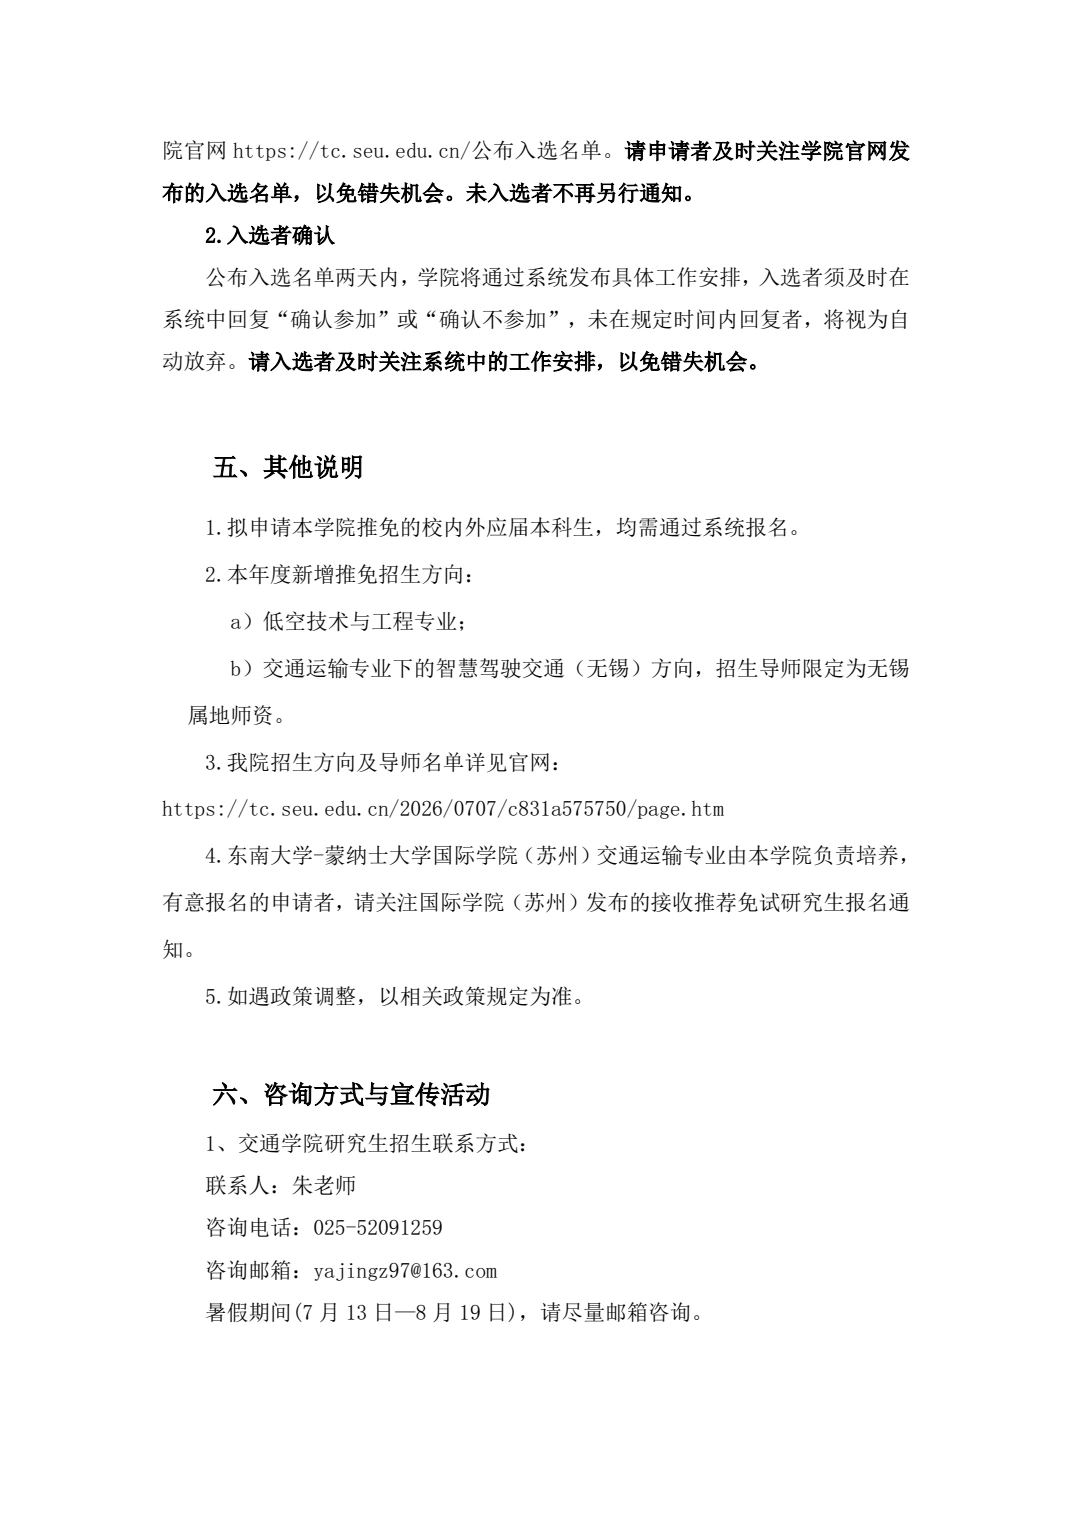 院官网 https://tc.seu.edu.cn/公布入选名单。请申请者及时关注学院官网发
布的入选名单，以免错失机会。未入选者不再另行通知。
2.入选者确认
公布入选名单两天内，学院将通过系统发布具体工作安排，入选者须及时在
系统中回复“确认参加”或“确认不参加”，未在规定时间内回复者，将视为自
动放弃。请入选者及时关注系统中的工作安排，以免错失机会。
五、其他说明
1.拟申请本学院推免的校内外应届本科生，均需通过系统报名。
2.本年度新增推免招生方向：
a）低空技术与工程专业；
b）交通运输专业下的智慧驾驶交通（无锡）方向，招生导师限定为无锡
属地师资。
3.我院招生方向及导师名单详见官网：
https://tc.seu.edu.cn/2026/0707/c831a575750/page.htm
4.东南大学-蒙纳士大学国际学院（苏州）交通运输专业由本学院负责培养，
有意报名的申请者，请关注国际学院（苏州）发布的接收推荐免试研究生报名通
知。
5.如遇政策调整，以相关政策规定为准。
六、咨询方式与宣传活动
1、交通学院研究生招生联系方式：
联系人：朱老师
咨询电话：025-52091259
咨询邮箱：yajingz97@163.com
暑假期间(7 月 13 日—8 月 19 日)，请尽量邮箱咨询。